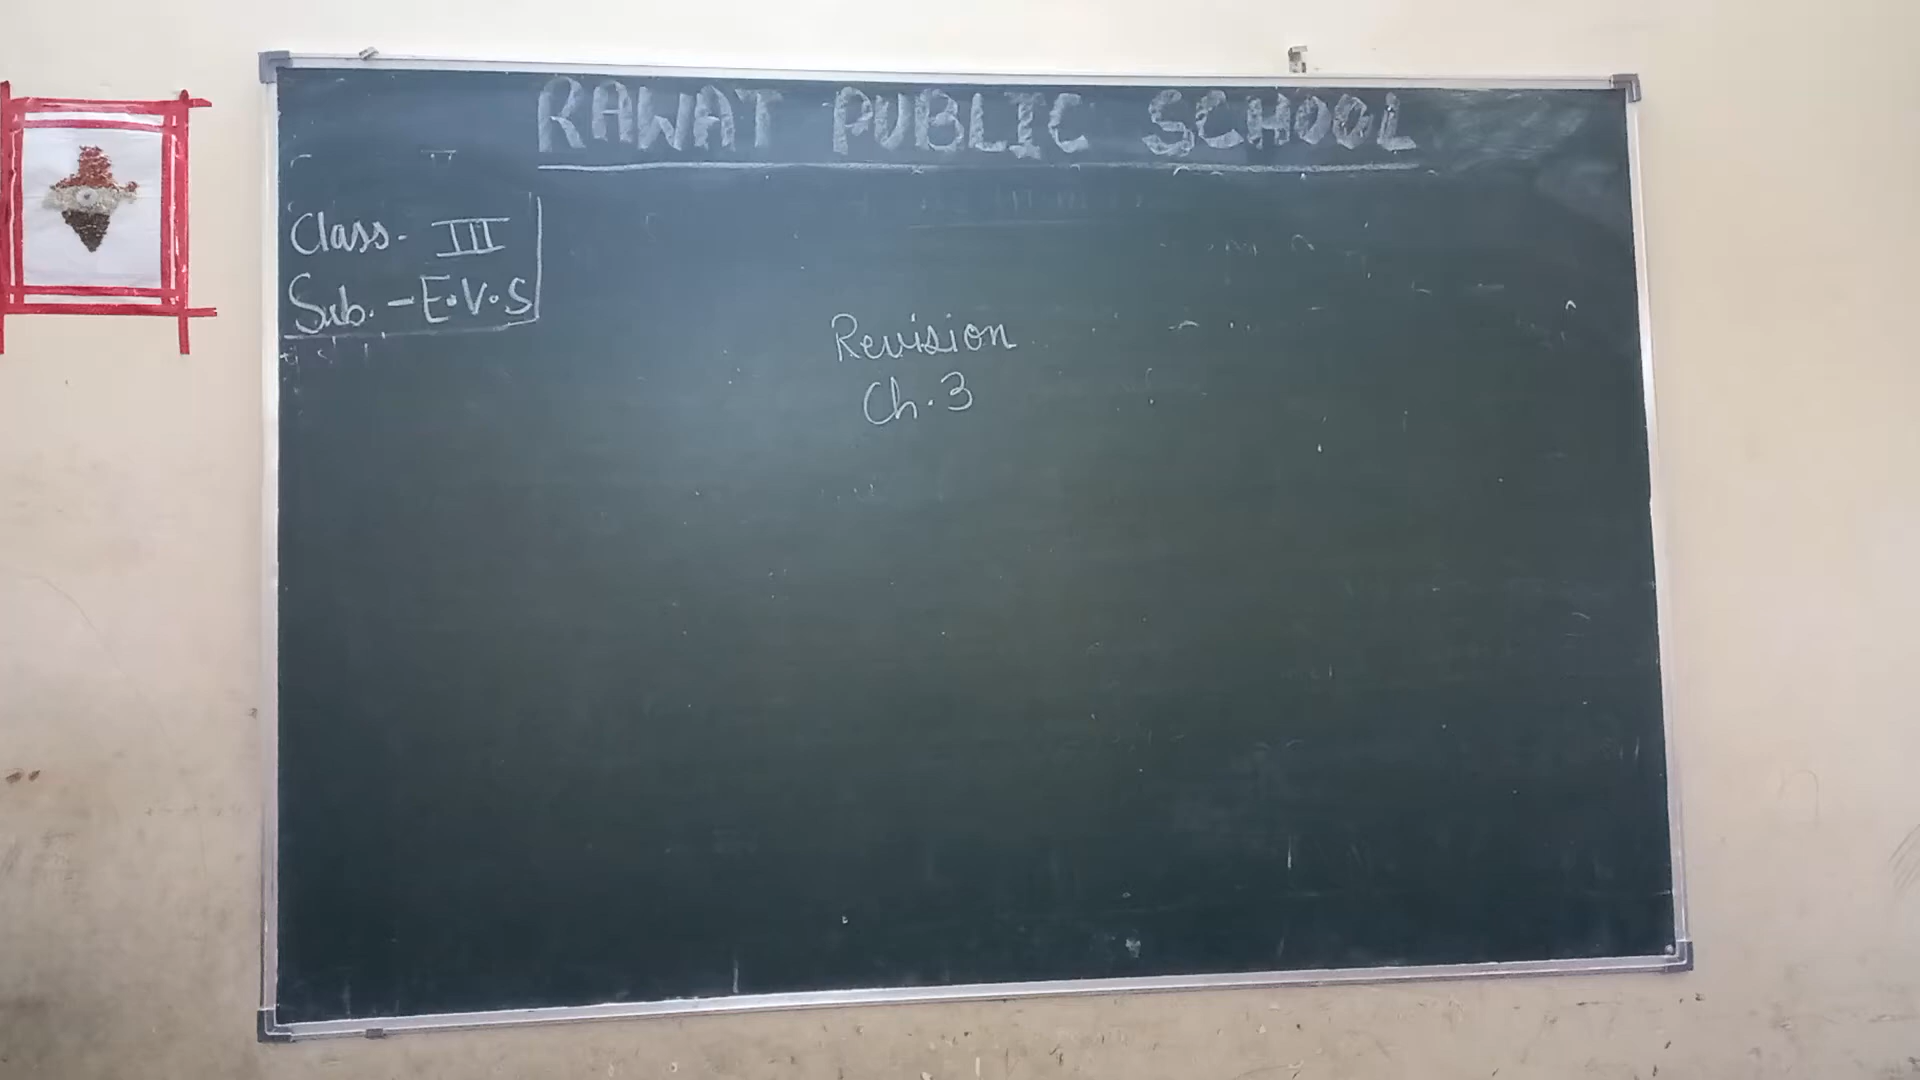 RAWAT PUBLIC SCHOOL
Class. III
Sub. - E.V.S
Revision
Ch. 3